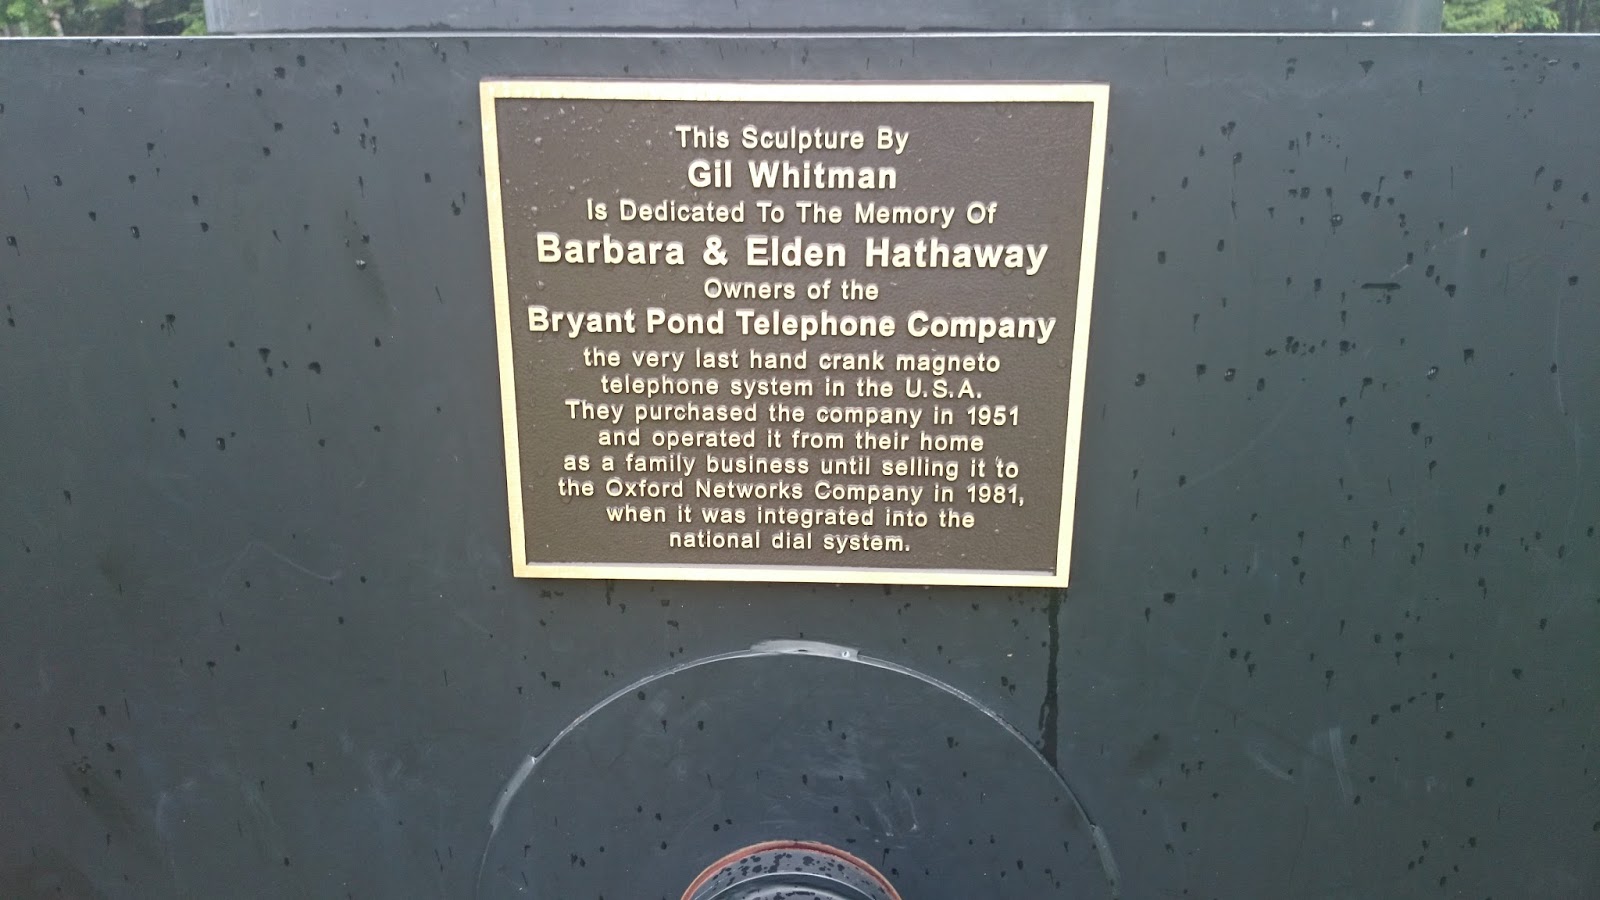 This Sculpture By
Gil Whitman
Is Dedicated To The Memory Of
Barbara & Elden Hathaway
Owners of the
Bryant Pond Telephone Company
the very last hand crank magneto
telephone system in the U.S.A.
They purchased the company in 1951
and operated it from their home
as a family business until selling it to
the Oxford Networks Company in 1981,
when it was integrated into the
national dial system.